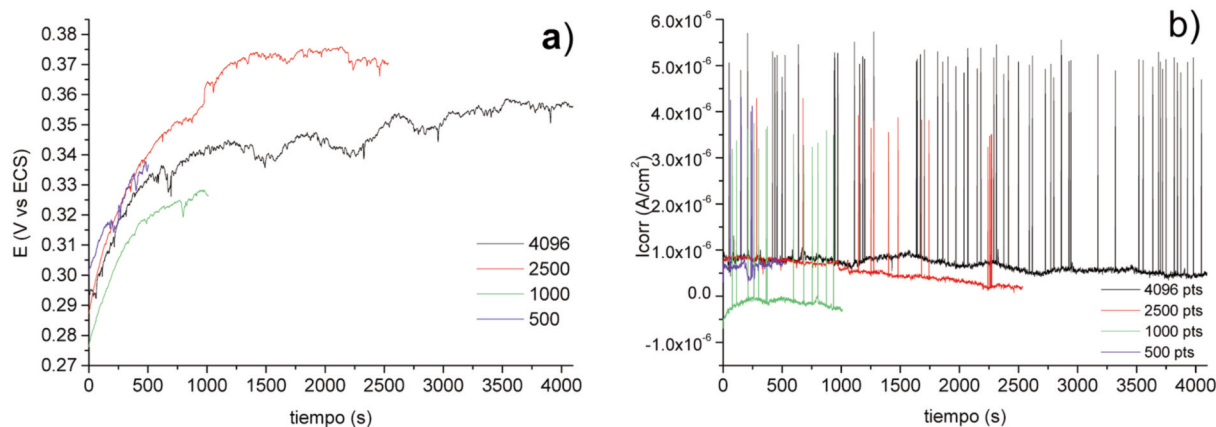 a)
0.38
0.37
0.36
0.35
0.34
0.33
0.32
0.31
0.30
0.29
0.28
0.27
E (V vs ECS)
4096
2500
1000
500
0 500 1000 1500 2000 2500 3000 3500 4000
tiempo (s)
b)
6.0x10⁻⁶
5.0x10⁻⁶
4.0x10⁻⁶
3.0x10⁻⁶
2.0x10⁻⁶
1.0x10⁻⁶
0.0
-1.0x10⁻⁶
Icorr (A/cm²)
4096 pts
2500 pts
1000 pts
500 pts
0 500 1000 1500 2000 2500 3000 3500 4000
tiempo (s)